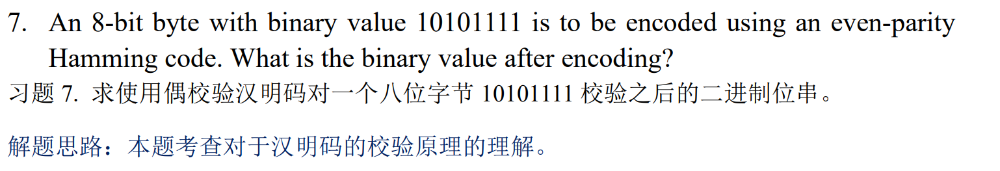 7. An 8-bit byte with binary value 10101111 is to be encoded using an even-parity
Hamming code. What is the binary value after encoding?
习题 7. 求使用偶校验汉明码对一个八位字节 10101111 校验之后的二进制位串。
解题思路：本题考查对于汉明码的校验原理的理解。